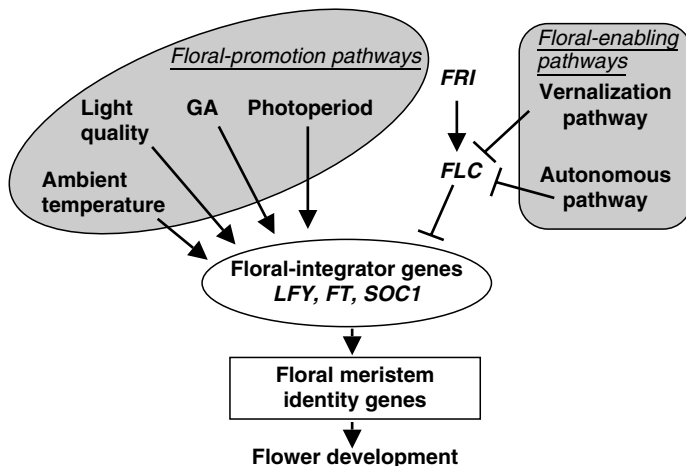 Floral-promotion pathways
Light
quality
GA
Photoperiod
Ambient
temperature
FRI
FLC
Floral-enabling
pathways
Vernalization
pathway
Autonomous
pathway
Floral-integrator genes
LFY, FT, SOC1
Floral meristem
identity genes
Flower development